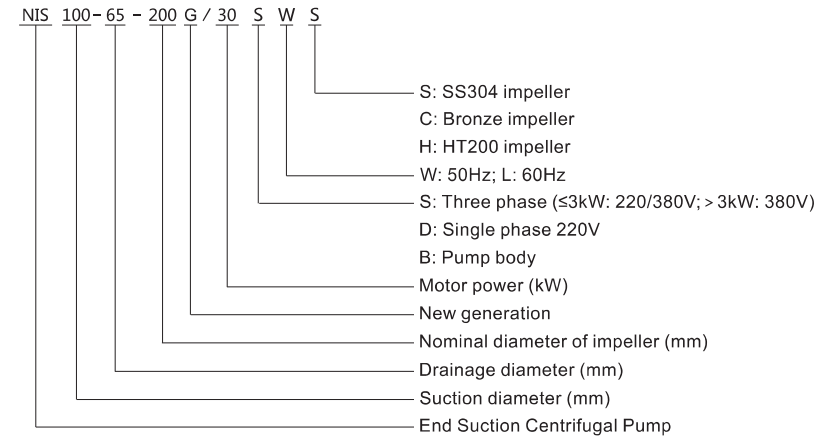 NIS 100-65-200 G/30 S W S
S: SS304 impeller
C: Bronze impeller
H: HT200 impeller
W: 50Hz; L: 60Hz
S: Three phase (≤3kW: 220/380V; > 3kW: 380V)
D: Single phase 220V
B: Pump body
Motor power (kW)
New generation
Nominal diameter of impeller (mm)
Drainage diameter (mm)
Suction diameter (mm)
End Suction Centrifugal Pump